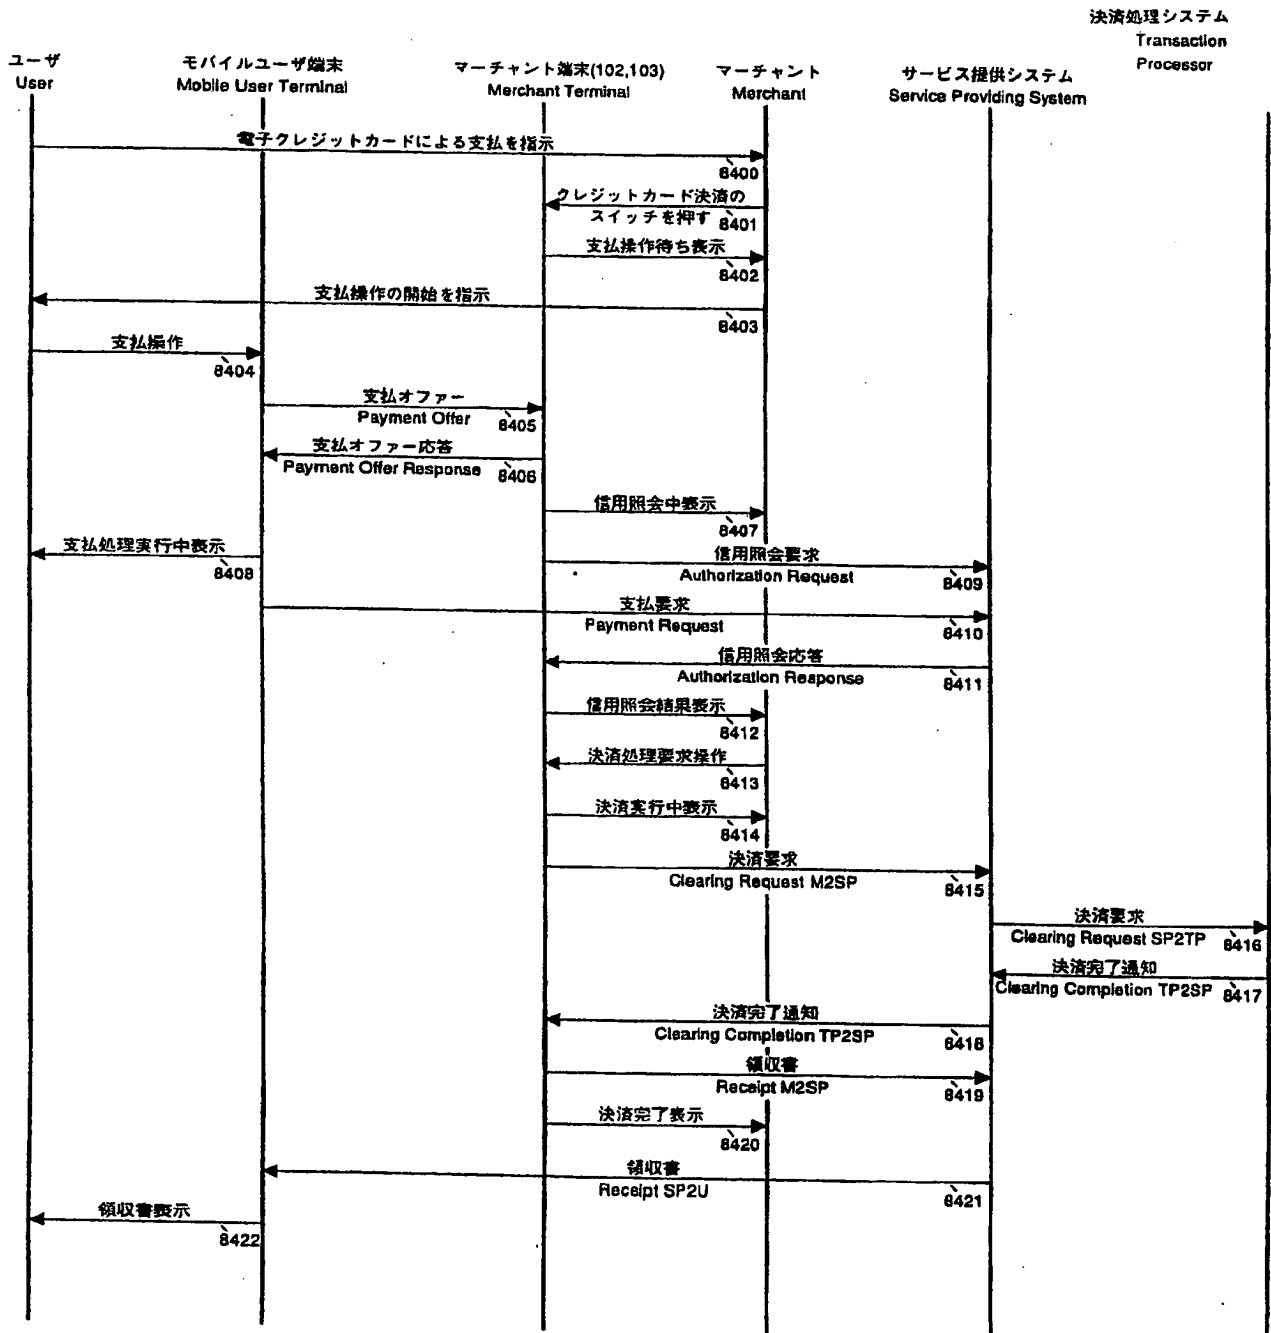 決済処理システム
Transaction
Processor
ユーザ
User
モバイルユーザ端末
Mobile User Terminal
マーチャント端末(102,103)
Merchant Terminal
マーチャント
Merchant
サービス提供システム
Service Providing System
電子クレジットカードによる支払を指示
8400
クレジットカード決済の
スイッチを押す
8401
支払操作待ち表示
8402
支払操作の開始を指示
8403
支払操作
8404
支払オファー
Payment Offer
8405
支払オファー応答
Payment Offer Response
8406
信用照会中表示
8407
支払処理実行中表示
8408
信用照会要求
Authorization Request
8409
支払要求
Payment Request
8410
信用照会応答
Authorization Response
8411
信用照会結果表示
8412
決済処理要求操作
8413
決済実行中表示
8414
決済要求
Clearing Request M2SP
8415
決済要求
Clearing Request SP2TP
8416
決済完了通知
Clearing Completion TP2SP
8417
決済完了通知
Clearing Completion TP2SP
8418
領収書
Receipt M2SP
8419
決済完了表示
8420
領収書
Receipt SP2U
8421
領収書表示
8422